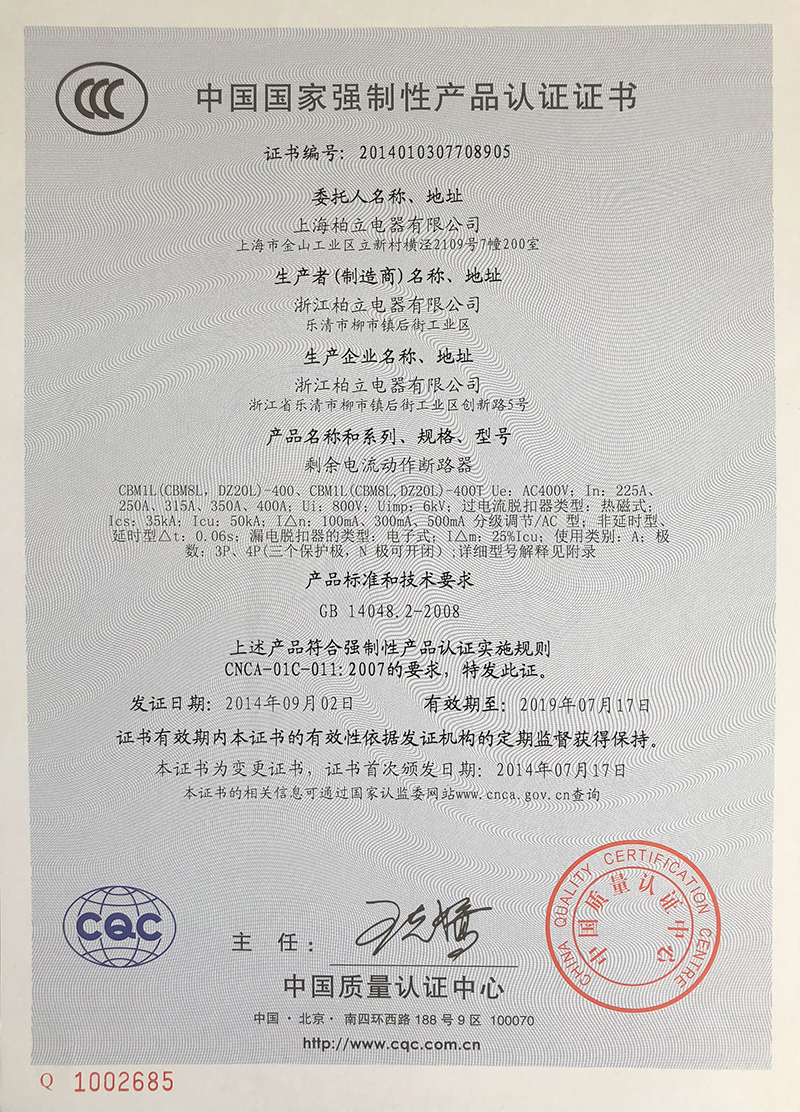 中国国家强制性产品认证证书
证书编号: 2014010307708905
委托人名称、地址
上海柏立电器有限公司
上海市金山工业区立新村横泾2109号7幢200室
生产者(制造商)名称、地址
浙江柏立电器有限公司
乐清市柳市镇后街工业区
生产企业名称、地址
浙江柏立电器有限公司
浙江省乐清市柳市镇后街工业区创新路5号
产品名称和系列、规格、型号
剩余电流动作断路器
CBM1L(CBM8L, DZ20L)-400、CBM1L(CBM8L,DZ20L)-400T Ue: AC400V; In: 225A、
250A、315A、350A、400A; Ui: 800V; Uimp: 6kV; 过电流脱扣器类型: 热磁式;
Ics: 35kA; Icu: 50kA; I△n: 100mA、300mA、500mA 分级调节/AC 型; 非延时型、
延时型△t: 0.06s; 漏电脱扣器的类型: 电子式; I△m: 25%Icu; 使用类别: A; 极
数: 3P、4P(三个保护极, N 极可开闭) ;详细型号解释见附录
产品标准和技术要求
GB 14048.2-2008
上述产品符合强制性产品认证实施规则
CNCA-01C-011:2007的要求, 特发此证。
发证日期: 2014年09月02日 有效期至: 2019年07月17日
证书有效期内本证书的有效性依据发证机构的定期监督获得保持。
本证书为变更证书, 证书首次颁发日期: 2014年07月17日
本证书的相关信息可通过国家认监委网站www.cnca.gov.cn查询
CQC
主 任:
CHINA QUALITY CERTIFICATION CENTRE
中国质量认证中心
中国质量认证中心
中国·北京·南四环西路 188 号 9 区 100070
http://www.cqc.com.cn
Q 1002685